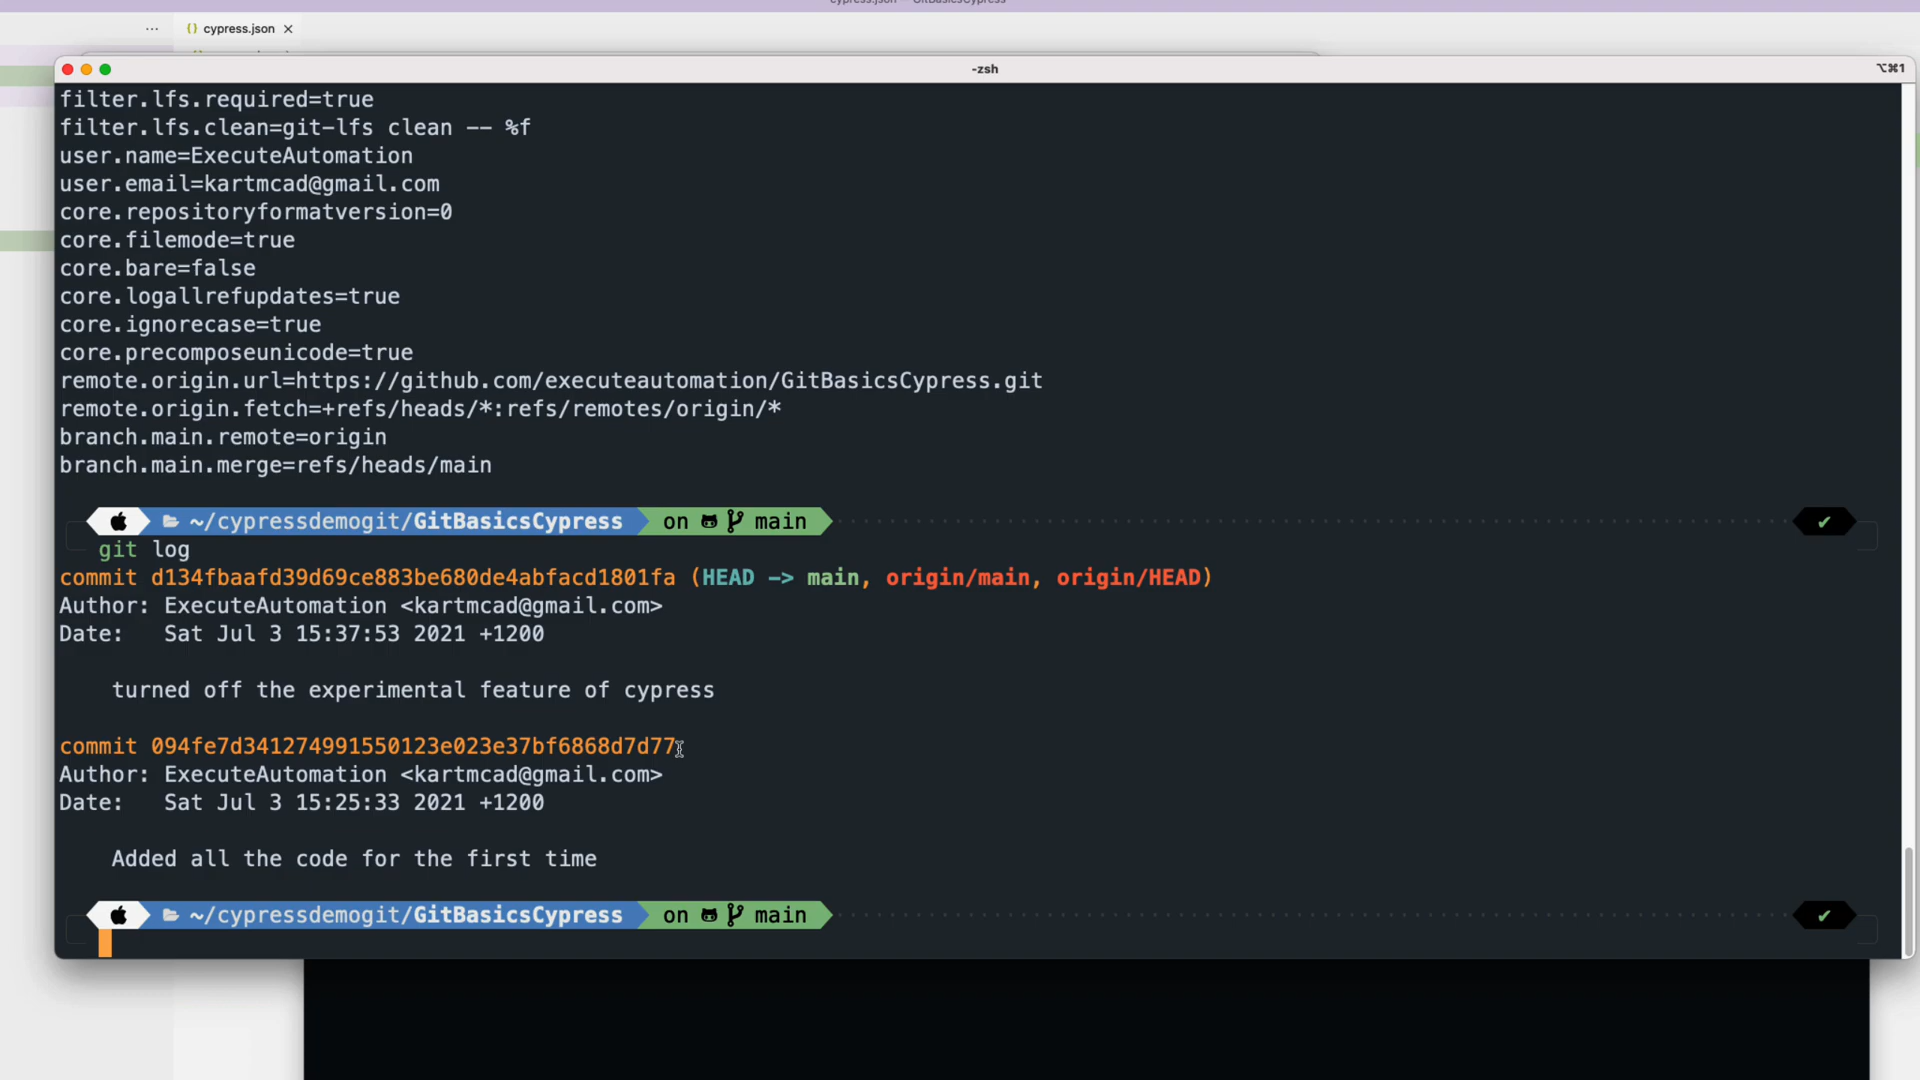 cypress.json — GitBasicsCypress
··· {} cypress.json ×
-zsh
⌥⌘1
filter.lfs.required=true
filter.lfs.clean=git-lfs clean -- %f
user.name=ExecuteAutomation
user.email=kartmcad@gmail.com
core.repositoryformatversion=0
core.filemode=true
core.bare=false
core.logallrefupdates=true
core.ignorecase=true
core.precomposeunicode=true
remote.origin.url=https://github.com/executeautomation/GitBasicsCypress.git
remote.origin.fetch=+refs/heads/*:refs/remotes/origin/*
branch.main.remote=origin
branch.main.merge=refs/heads/main
~/cypressdemogit/GitBasicsCypress on main ✔
git log
commit d134fbaafd39d69ce883be680de4abfacd1801fa (HEAD -> main, origin/main, origin/HEAD)
Author: ExecuteAutomation <kartmcad@gmail.com>
Date:   Sat Jul 3 15:37:53 2021 +1200
turned off the experimental feature of cypress
commit 094fe7d341274991550123e023e37bf6868d7d77
Author: ExecuteAutomation <kartmcad@gmail.com>
Date:   Sat Jul 3 15:25:33 2021 +1200
Added all the code for the first time
~/cypressdemogit/GitBasicsCypress on main ✔